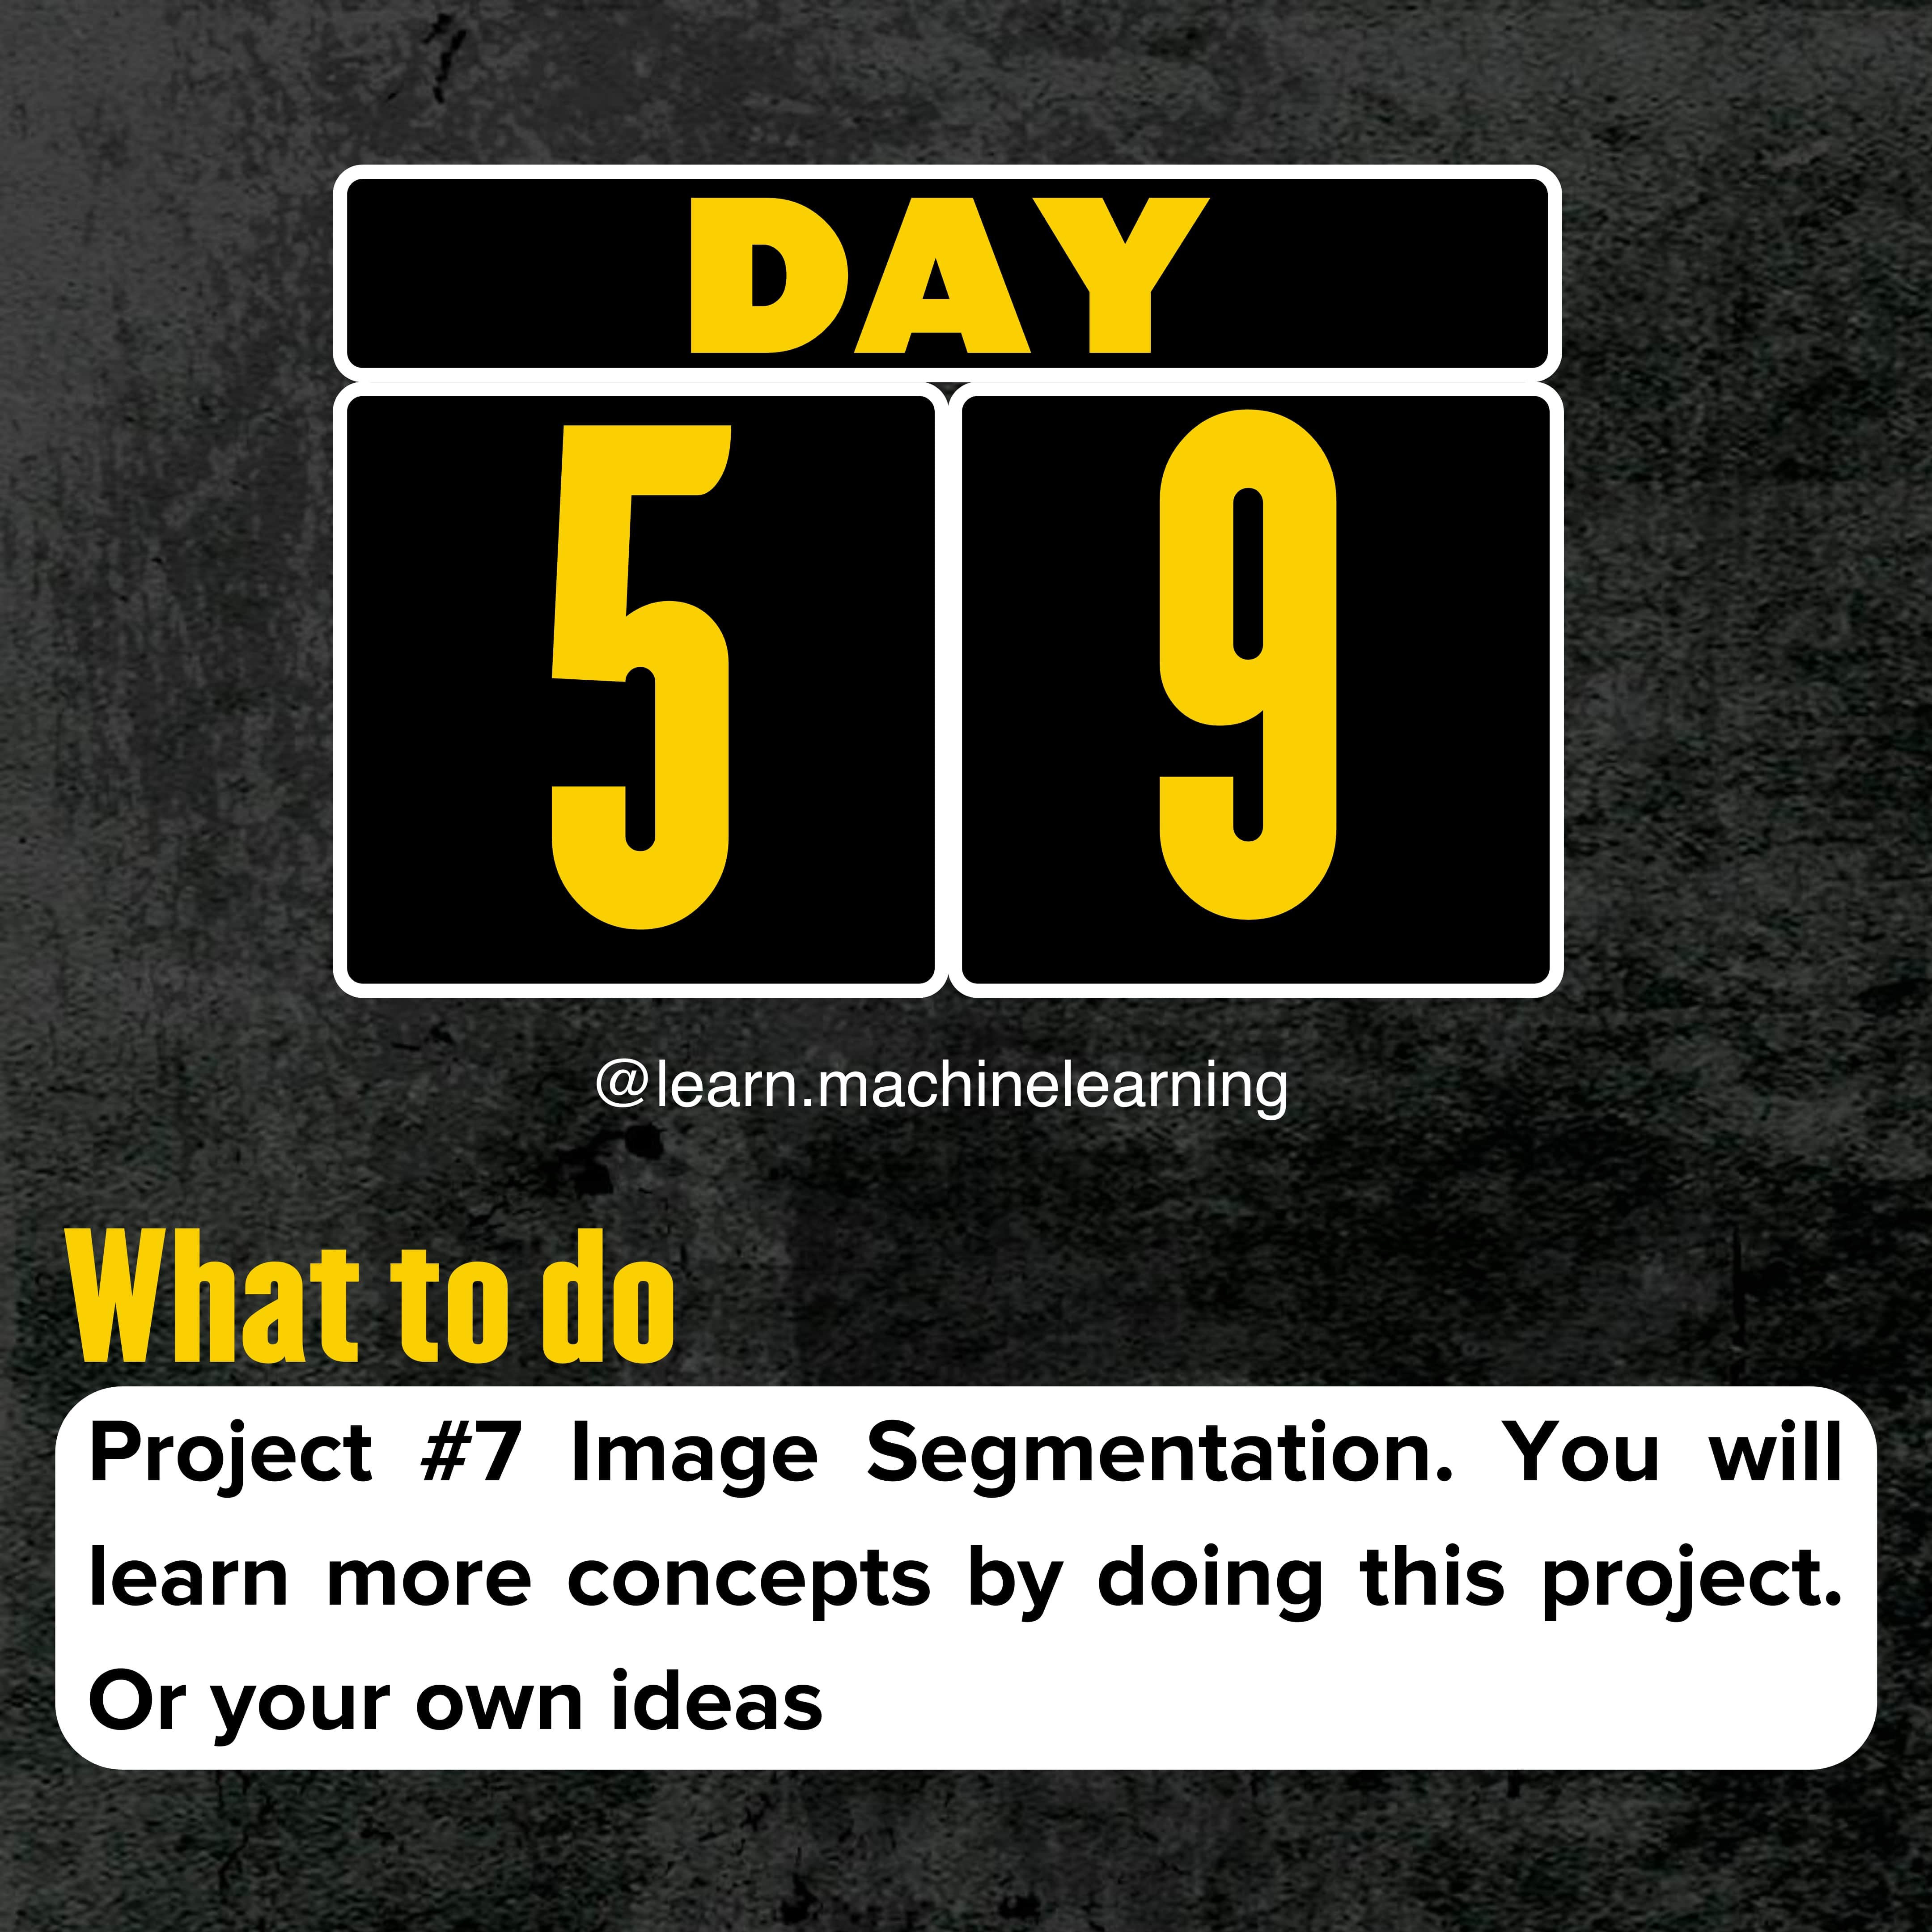 DAY
5 9
@learn.machinelearning
What to do
Project #7 Image Segmentation. You will
learn more concepts by doing this project.
Or your own ideas